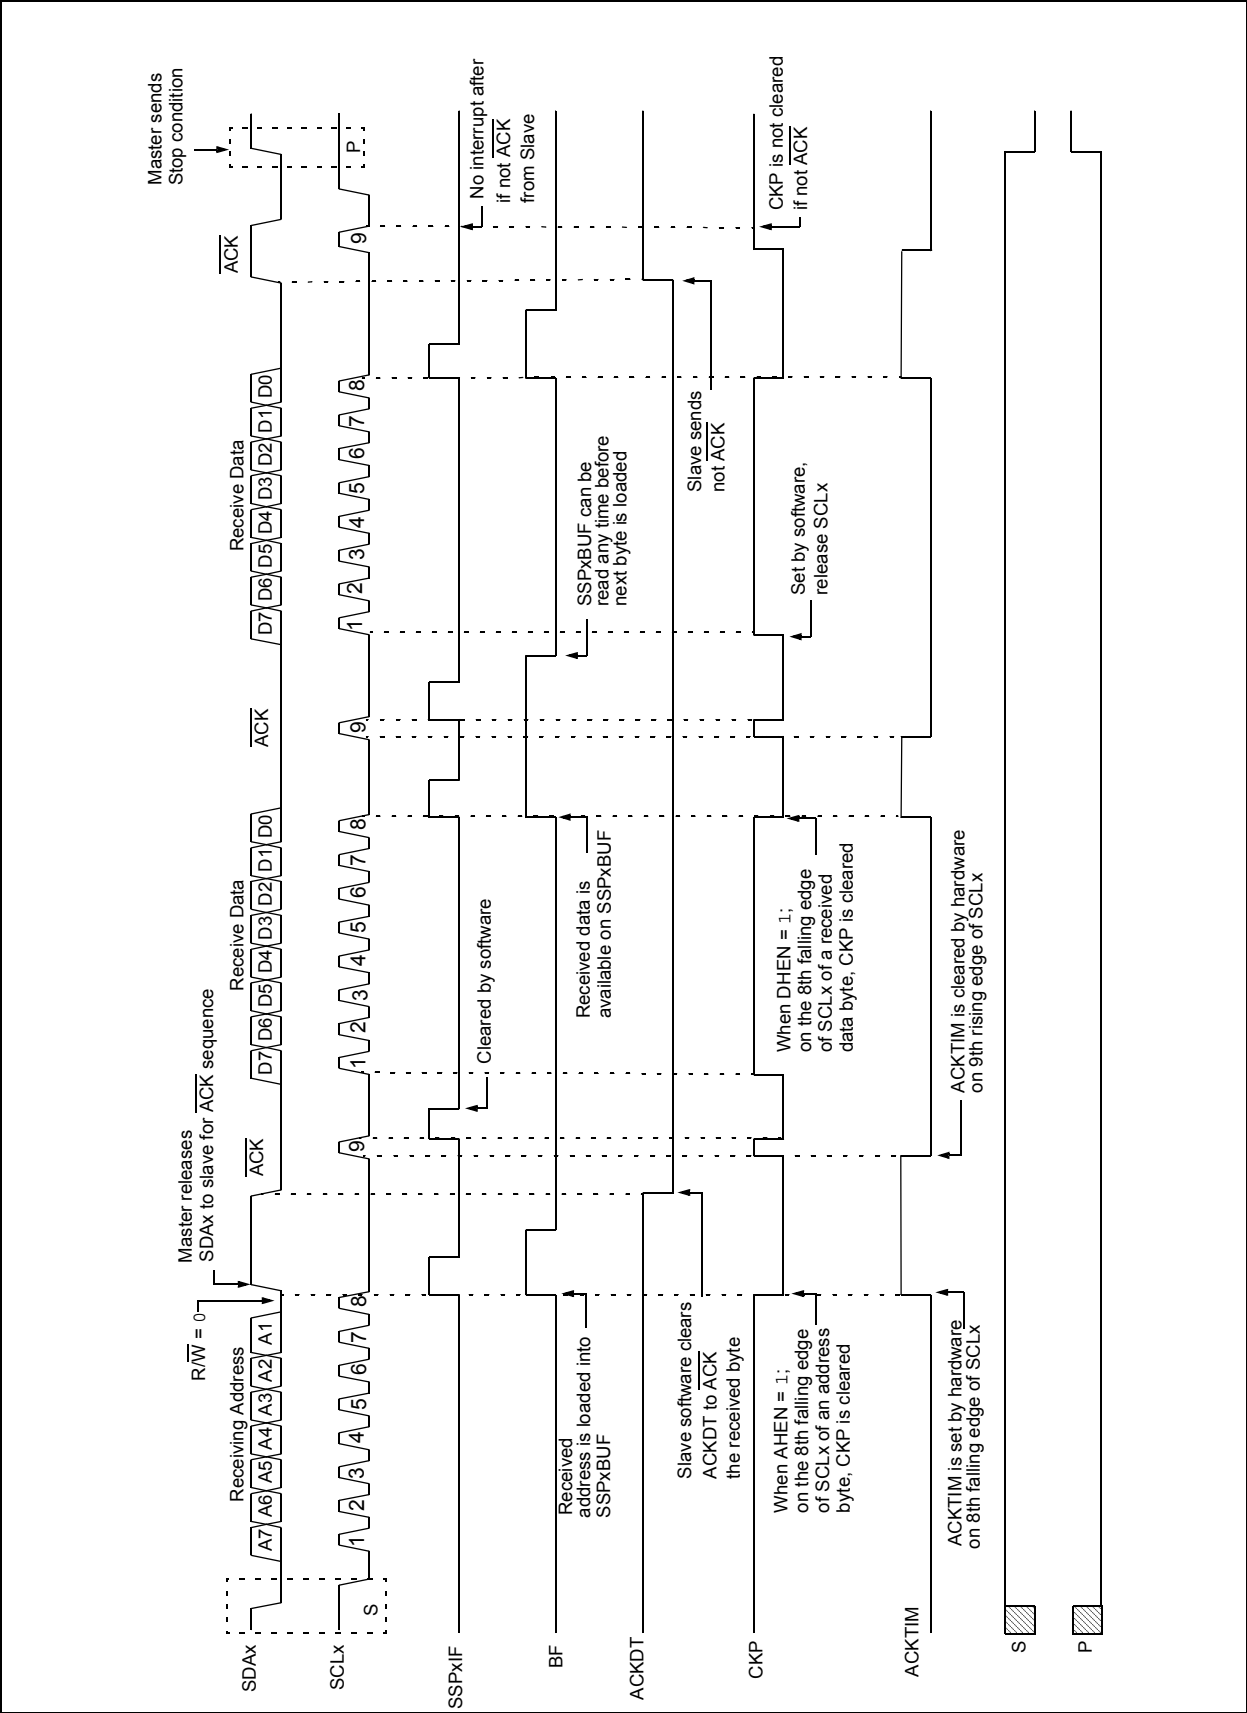 Master sends
Stop condition
Master releases
SDAx to slave for ACK sequence
R/W = 0
Receiving Address
Receive Data
Receive Data
ACK
ACK
ACK
SDAx
A7 A6 A5 A4 A3 A2 A1
D7 D6 D5 D4 D3 D2 D1 D0
D7 D6 D5 D4 D3 D2 D1 D0
SCLx
S
1 2 3 4 5 6 7 8 9
1 2 3 4 5 6 7 8 9
1 2 3 4 5 6 7 8 9
P
SSPxIF
Cleared by software
No interrupt after
if not ACK
from Slave
BF
Received
address is loaded into
SSPxBUF
Received data is
available on SSPxBUF
SSPxBUF can be
read any time before
next byte is loaded
ACKDT
Slave software clears
ACKDT to ACK
the received byte
Slave sends
not ACK
CKP
When AHEN = 1;
on the 8th falling edge
of SCLx of an address
byte, CKP is cleared
When DHEN = 1;
on the 8th falling edge
of SCLx of a received
data byte, CKP is cleared
Set by software,
release SCLx
CKP is not cleared
if not ACK
ACKTIM
ACKTIM is set by hardware
on 8th falling edge of SCLx
ACKTIM is cleared by hardware
on 9th rising edge of SCLx
S
P